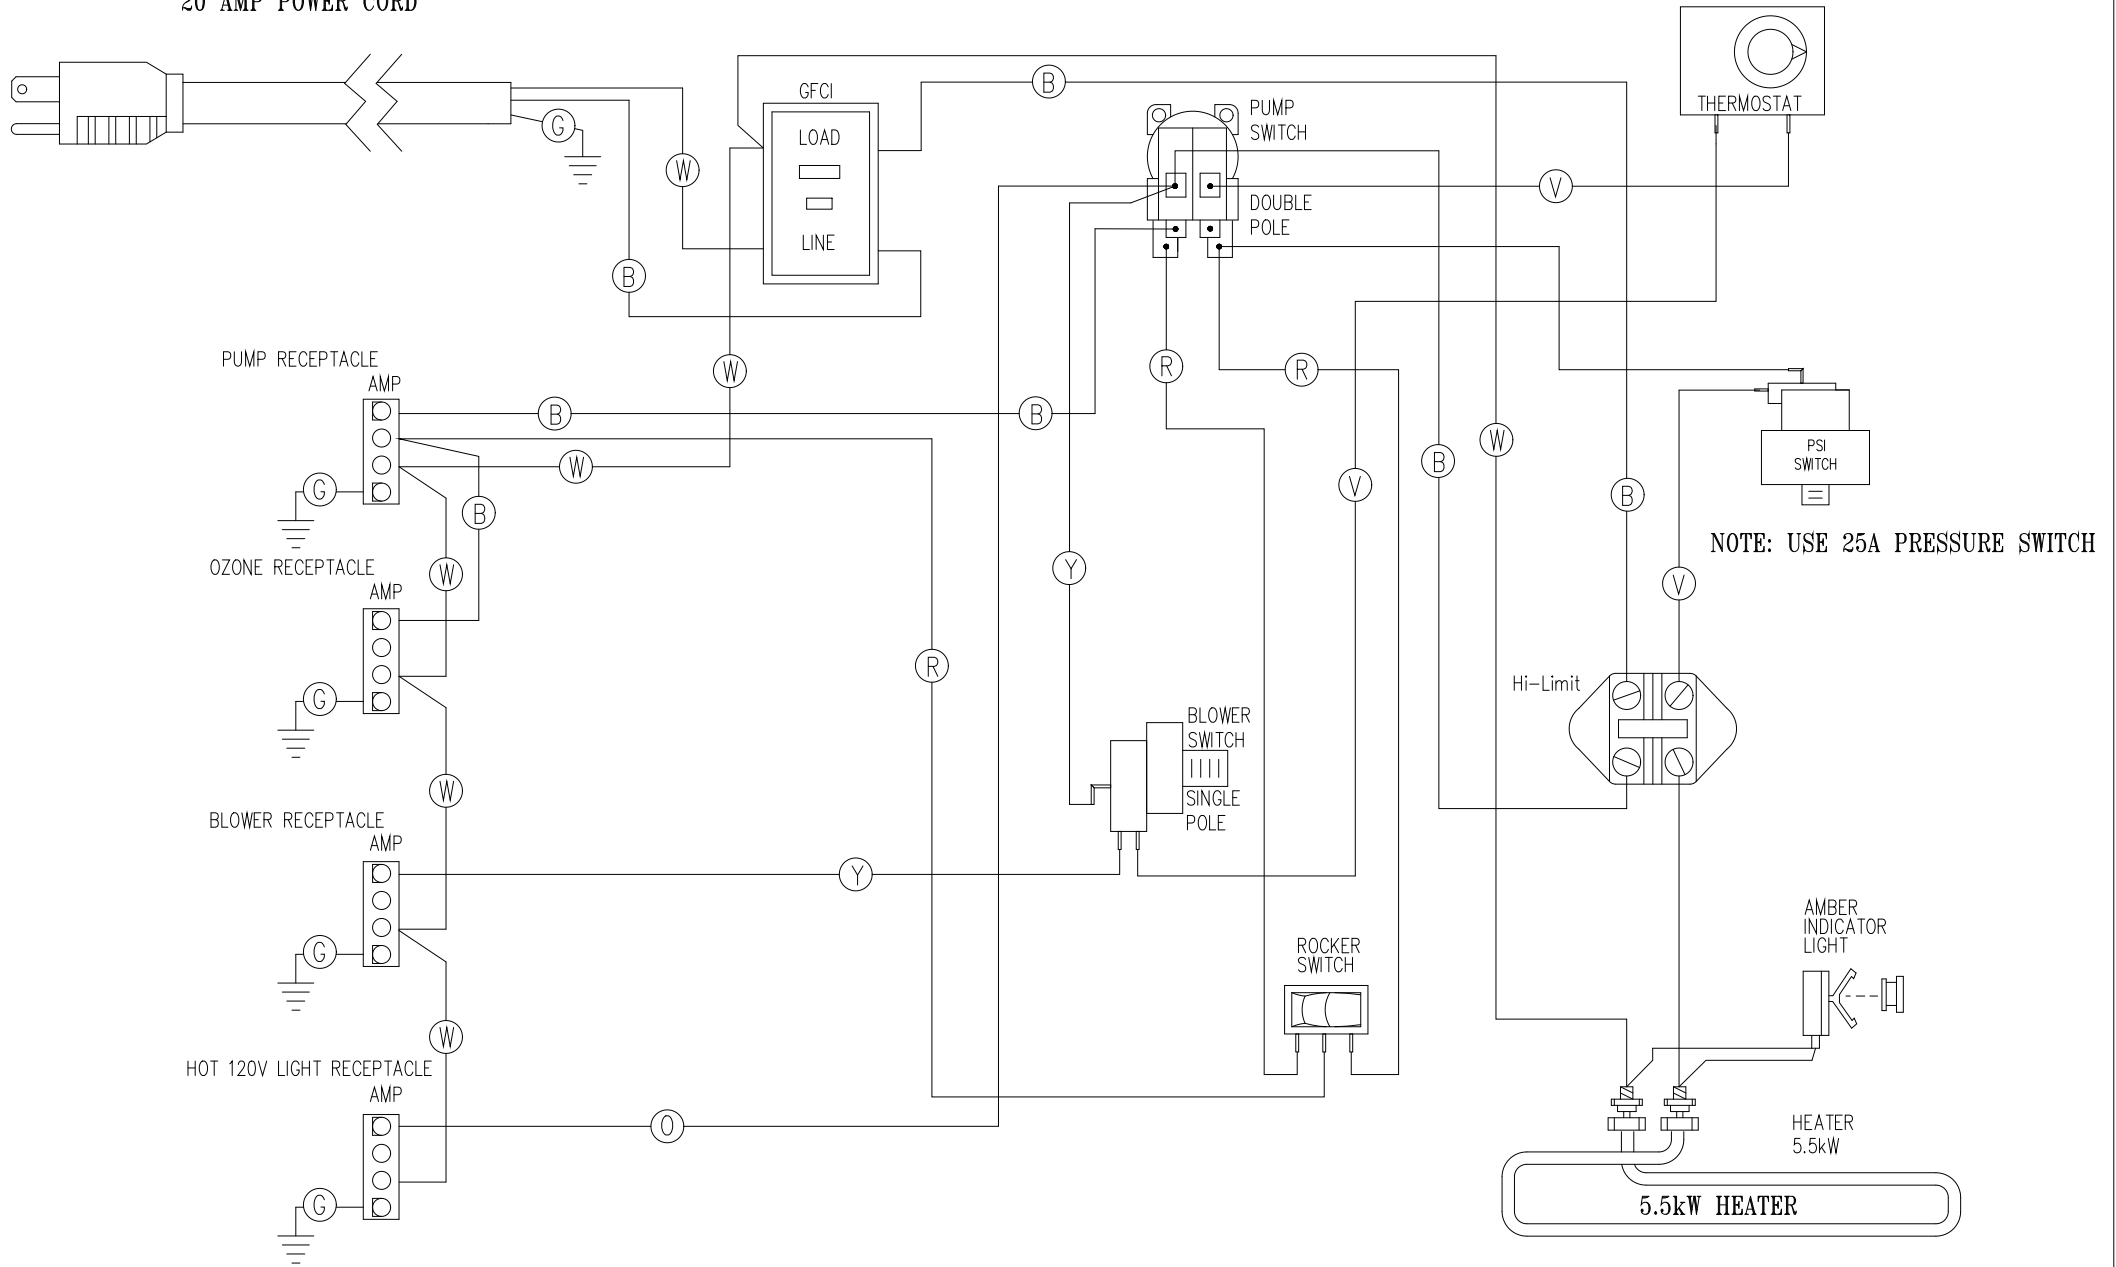 20 AMP POWER CORD
THERMOSTAT
B
GFCI
LOAD
LINE
PUMP
SWITCH
DOUBLE
POLE
G
W
V
B
PUMP RECEPTACLE
AMP
W
R
R
B
B
W
W
B
V
B
PSI
SWITCH
G
B
NOTE: USE 25A PRESSURE SWITCH
OZONE RECEPTACLE
AMP
W
Y
V
G
R
Hi-Limit
BLOWER
SWITCH
SINGLE
POLE
W
BLOWER RECEPTACLE
AMP
Y
G
ROCKER
SWITCH
AMBER
INDICATOR
LIGHT
W
HOT 120V LIGHT RECEPTACLE
AMP
O
G
HEATER
5.5kW
5.5kW HEATER